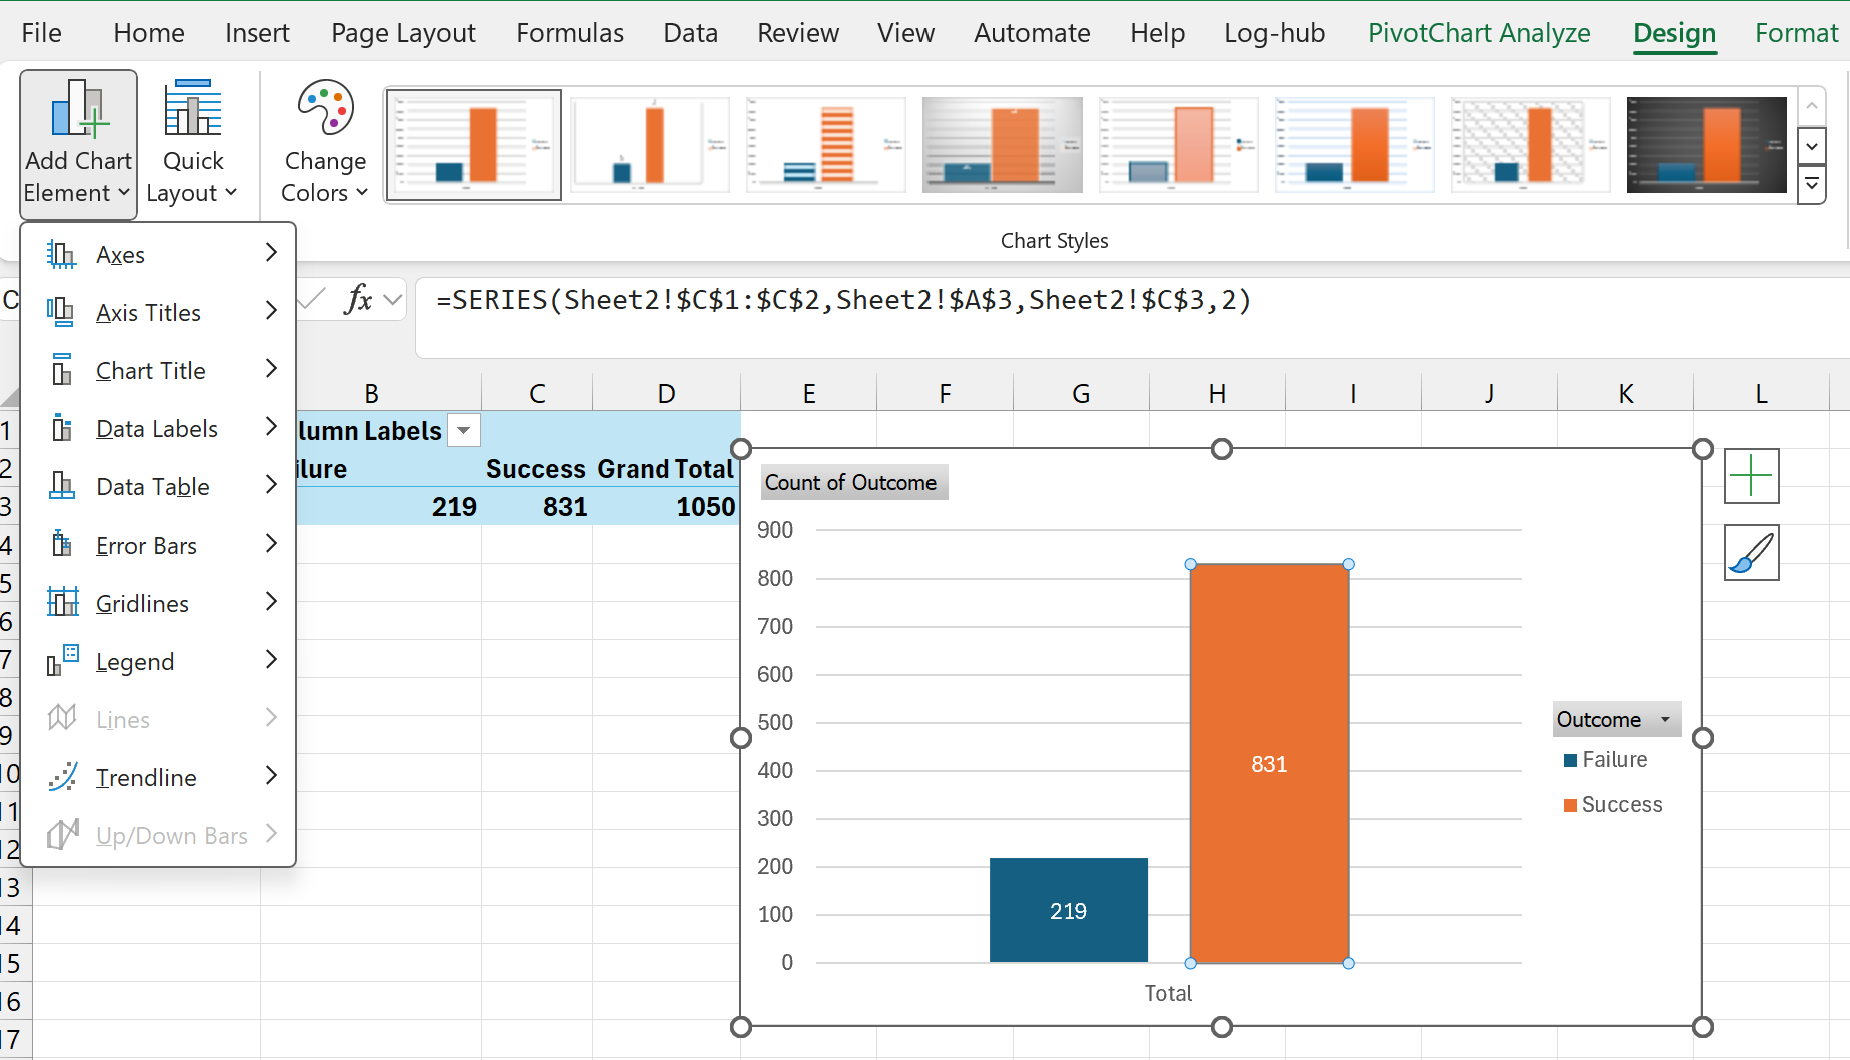 File Home Insert Page Layout Formulas Data Review View Automate Help Log-hub PivotChart Analyze Design Format
Add Chart Element
Quick Layout
Change Colors
Chart Styles
Axes
Axis Titles
Chart Title
Data Labels
Data Table
Error Bars
Gridlines
Legend
Lines
Trendline
Up/Down Bars
C
fx
=SERIES(Sheet2!$C$1:$C$2,Sheet2!$A$3,Sheet2!$C$3,2)
B C D E F G H I J K L
1 lumn Labels
2 ilure Success Grand Total
3 219 831 1050
4
5
6
7
8
9
10
11
12
13
14
15
16
17
Count of Outcome
900
800
700
600
500
400
300
200
100
0
831
219
Total
Outcome
Failure
Success